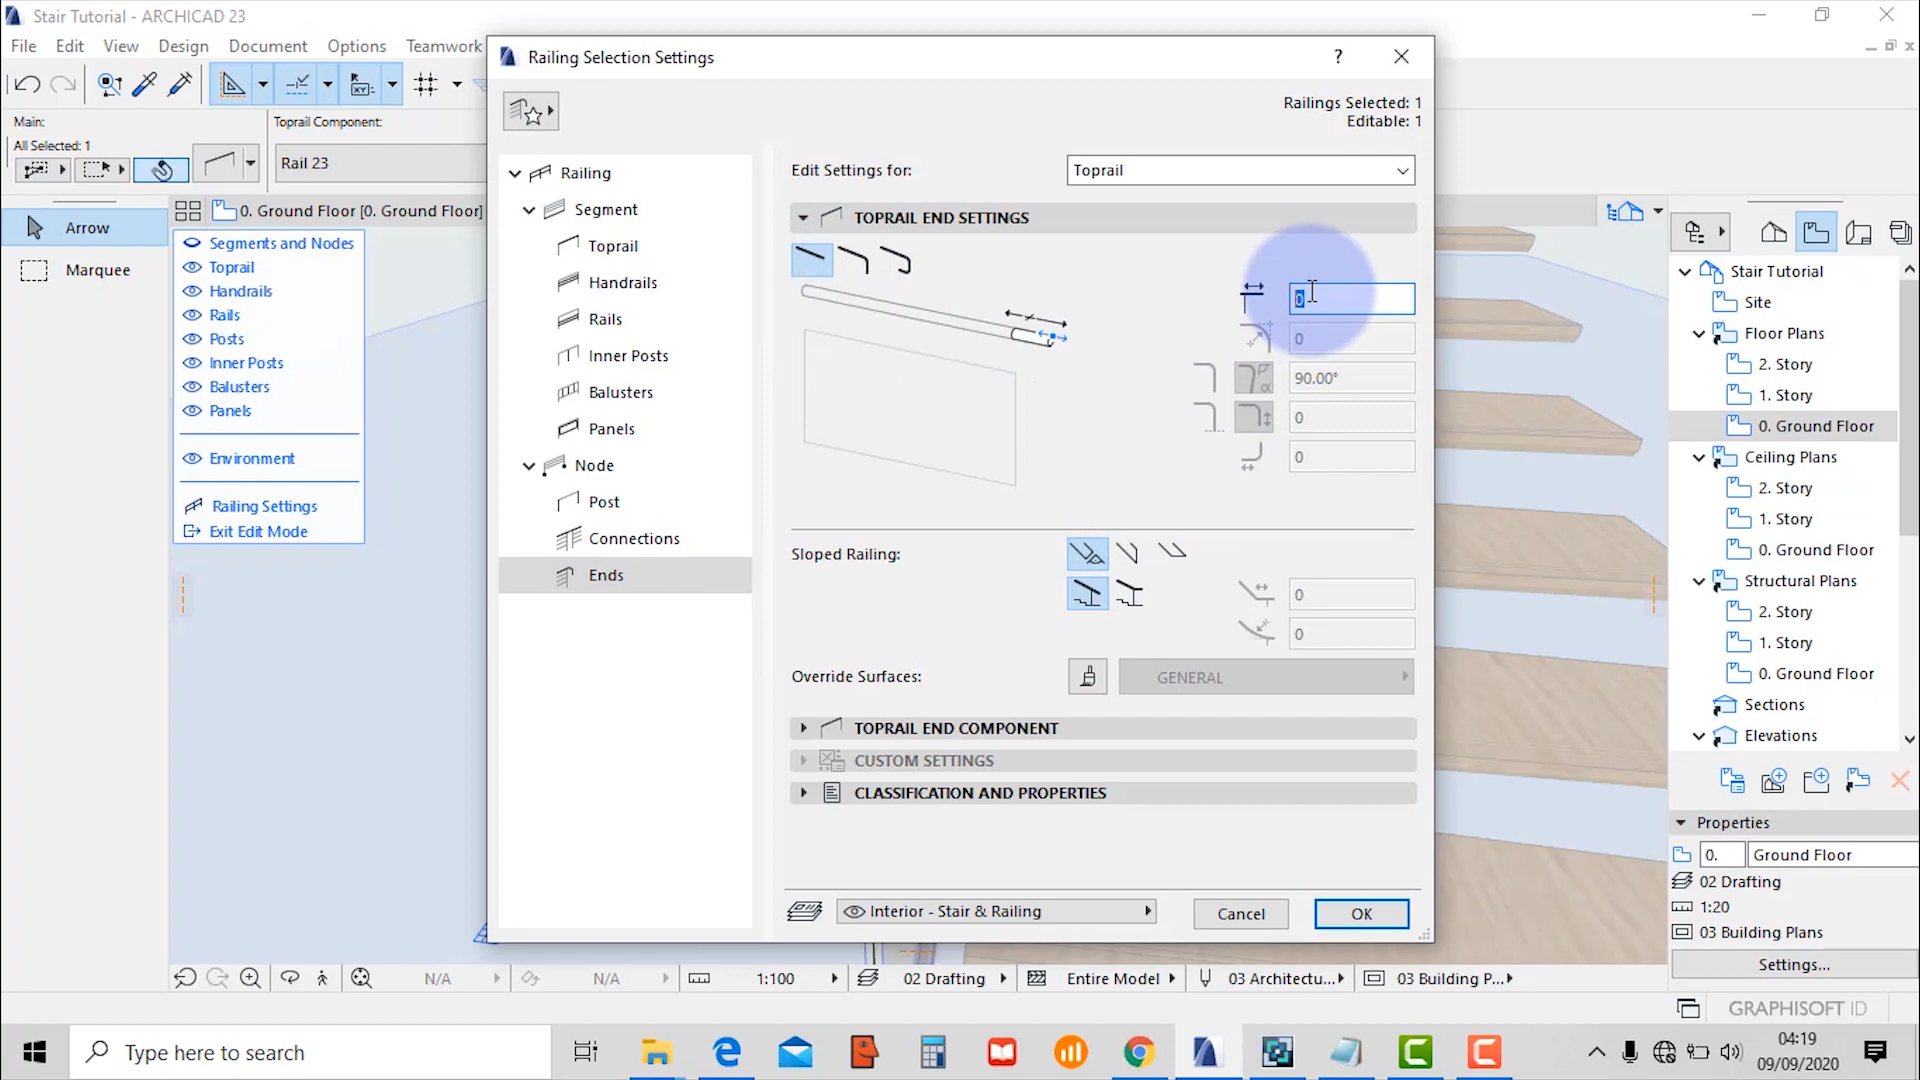 Stair Tutorial - ARCHICAD 23
File Edit View Design Document Options Teamwork
Main:
All Selected: 1
Toprail Component:
Rail 23
0. Ground Floor [0. Ground Floor]
Arrow
Marquee
Segments and Nodes
Toprail
Handrails
Rails
Posts
Inner Posts
Balusters
Panels
Environment
Railing Settings
Exit Edit Mode
Railing Selection Settings
?
Railings Selected: 1
Editable: 1
Railing
Segment
Toprail
Handrails
Rails
Inner Posts
Balusters
Panels
Node
Post
Connections
Ends
Edit Settings for:
Toprail
TOPRAIL END SETTINGS
0
0
α
90.00°
0
0
Sloped Railing:
0
0
Override Surfaces:
GENERAL
TOPRAIL END COMPONENT
CUSTOM SETTINGS
CLASSIFICATION AND PROPERTIES
Interior - Stair & Railing
Cancel
OK
Stair Tutorial
Site
Floor Plans
2. Story
1. Story
0. Ground Floor
Ceiling Plans
2. Story
1. Story
0. Ground Floor
Structural Plans
2. Story
1. Story
0. Ground Floor
Sections
Elevations
Properties
0. Ground Floor
02 Drafting
1:20
03 Building Plans
Settings...
N/A
N/A
1:100
02 Drafting
Entire Model
03 Architectu...
03 Building P...
GRAPHISOFT ID
Type here to search
04:19
09/09/2020